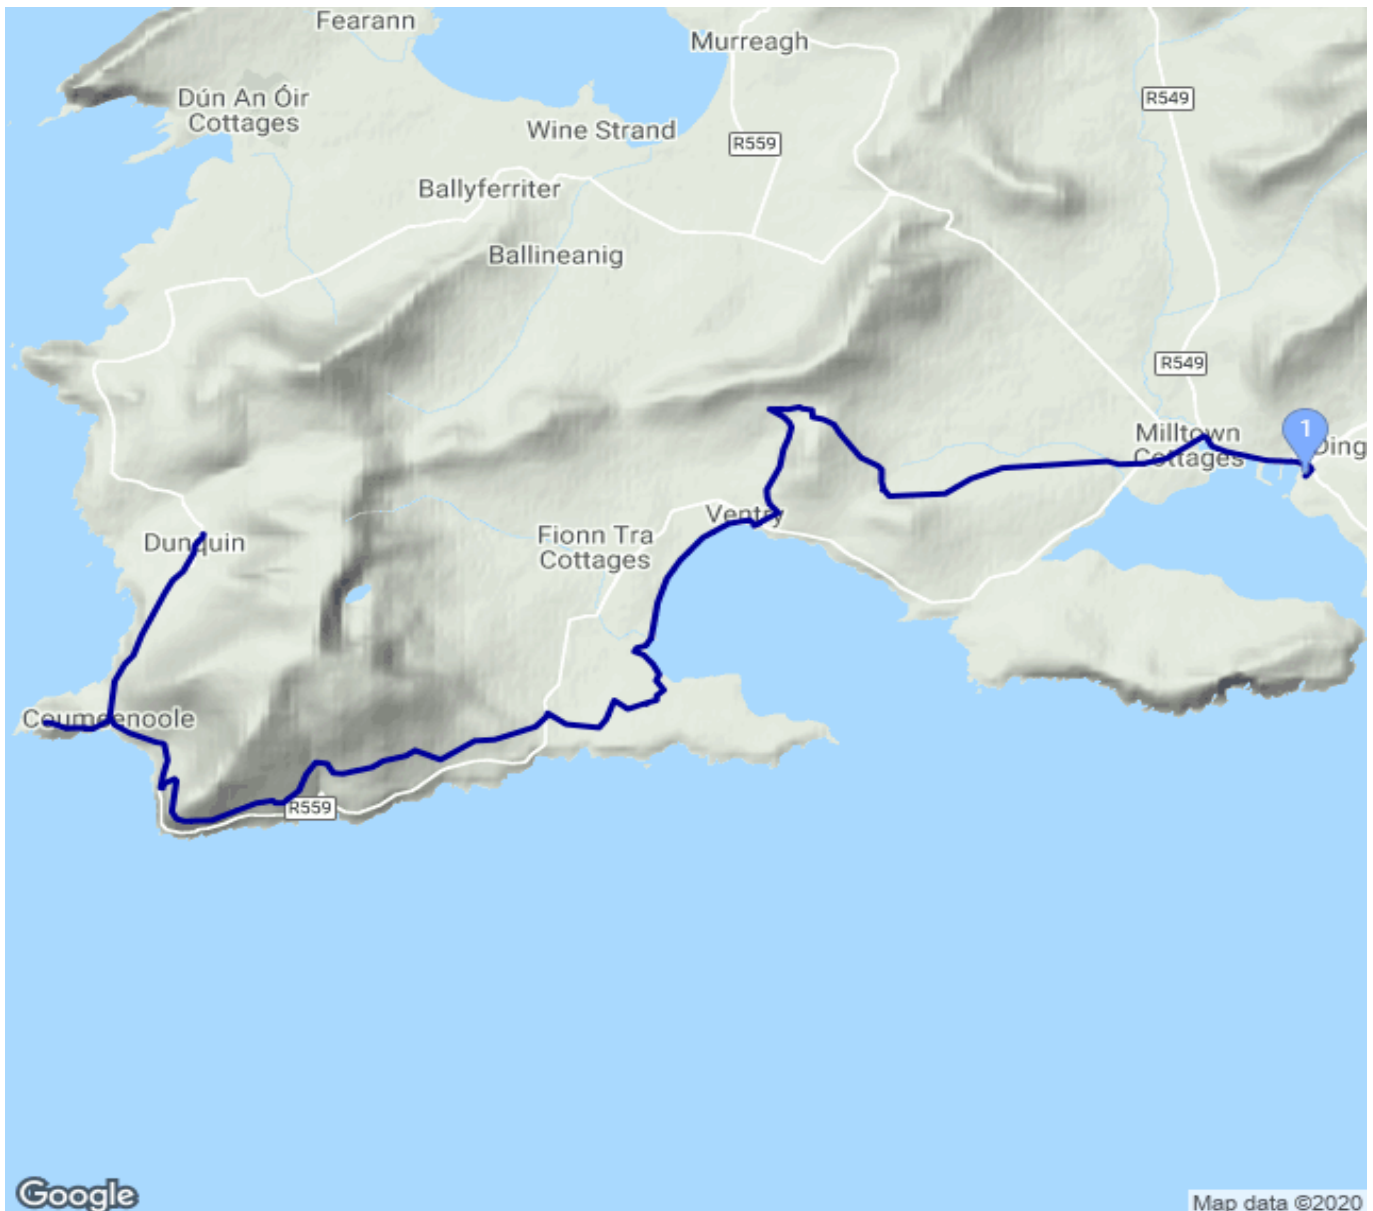 Fearann
Murreagh
Dún An Óir
Cottages
R549
Wine Strand
R559
Ballyferriter
Ballineanig
R549
1
Milltown
Cottages
Ding
Ventry
Fionn Tra
Cottages
Dunquin
Coumeenoole
R559
Google
Map data ©2020